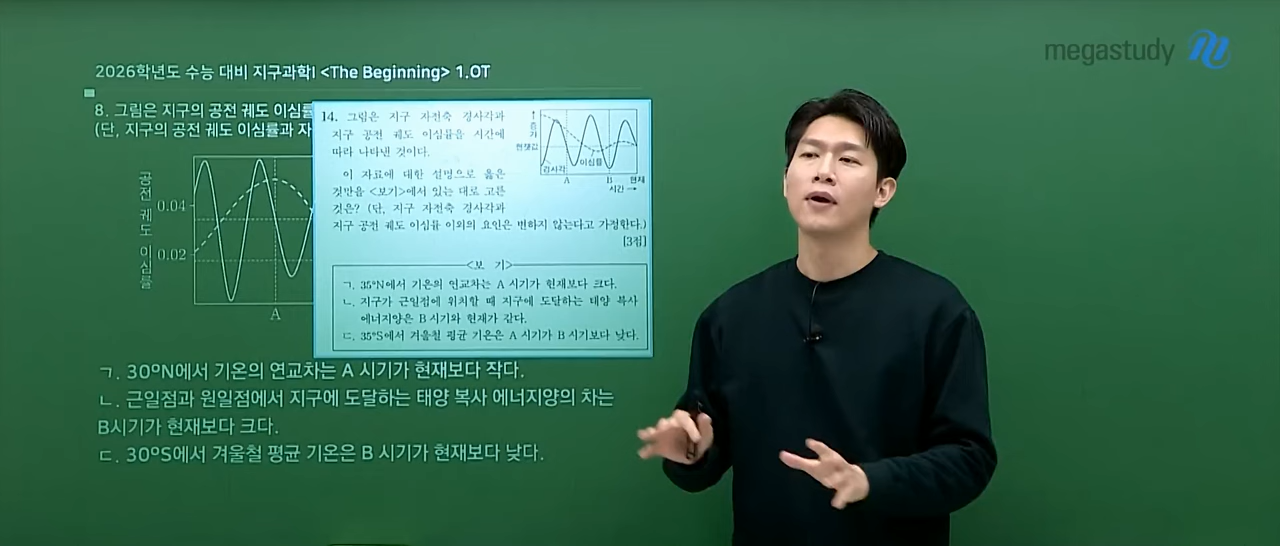 megastudy
2026학년도 수능 대비 지구과학I <The Beginning> 1.OT
8. 그림은 지구의 공전 궤도 이심률
(단, 지구의 공전 궤도 이심률과 자
공전 궤도 이심률
0.04
0.02
A
14. 그림은 지구 자전축 경사각과
지구 공전 궤도 이심률을 시간에
따라 나타낸 것이다.
이 자료에 대한 설명으로 옳은
것만을 <보기>에서 있는 대로 고른
것은? (단, 지구 자전축 경사각과
지구 공전 궤도 이심률 이외의 요인은 변하지 않는다고 가정한다.)
[3점]
증가
현잿값
경사각
이심률
A
B
현재
시간 →
<보 기>
ㄱ. 35°N에서 기온의 연교차는 A 시기가 현재보다 크다.
ㄴ. 지구가 근일점에 위치할 때 지구에 도달하는 태양 복사
에너지양은 B 시기와 현재가 같다.
ㄷ. 35°S에서 겨울철 평균 기온은 A 시기가 B 시기보다 낮다.
ㄱ. 30°N에서 기온의 연교차는 A 시기가 현재보다 작다.
ㄴ. 근일점과 원일점에서 지구에 도달하는 태양 복사 에너지양의 차는
B시기가 현재보다 크다.
ㄷ. 30°S에서 겨울철 평균 기온은 B 시기가 현재보다 낮다.